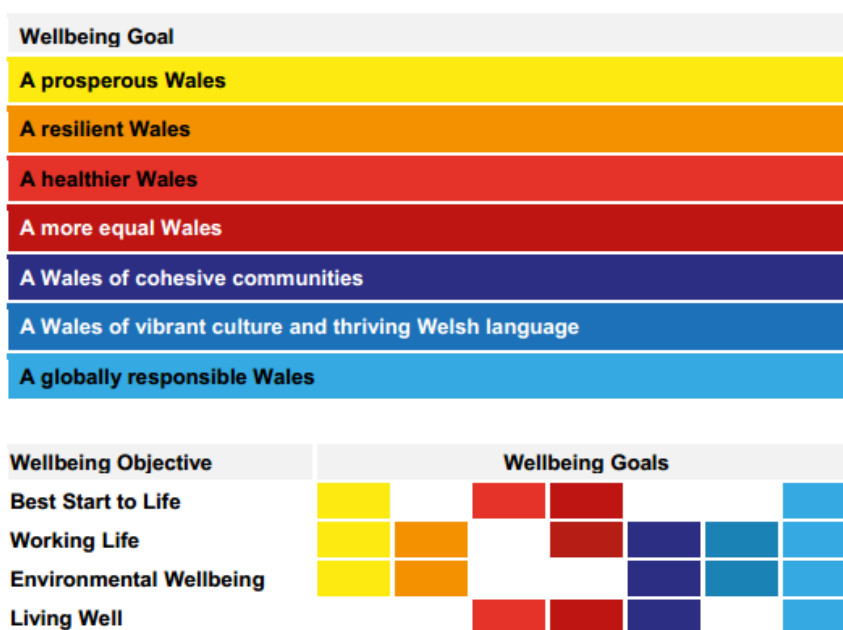 Wellbeing Goal
A prosperous Wales
A resilient Wales
A healthier Wales
A more equal Wales
A Wales of cohesive communities
A Wales of vibrant culture and thriving Welsh language
A globally responsible Wales
Wellbeing Objective Wellbeing Goals
Best Start to Life
Working Life
Environmental Wellbeing
Living Well